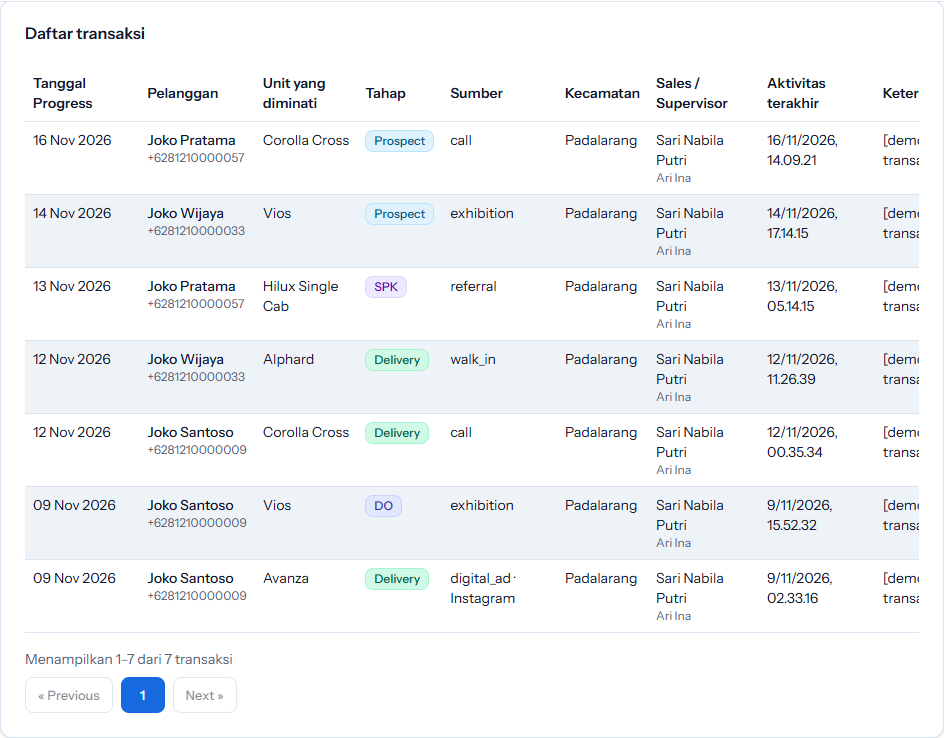 Daftar transaksi
Tanggal Progress Pelanggan Unit yang diminati Tahap Sumber Kecamatan Sales / Supervisor Aktivitas terakhir
16 Nov 2026 Joko Pratama Corolla Cross Prospect call Padalarang Sari Nabila 16/11/2026,
+6281210000057 Putri 14.09.21
Ari Ina
14 Nov 2026 Joko Wijaya Vios Prospect exhibition Padalarang Sari Nabila 14/11/2026,
+6281210000033 Putri 17.14.15
Ari Ina
13 Nov 2026 Joko Pratama Hilux Single SPK referral Padalarang Sari Nabila 13/11/2026,
+6281210000057 Cab Putri 05.14.15
Ari Ina
12 Nov 2026 Joko Wijaya Alphard Delivery walk_in Padalarang Sari Nabila 12/11/2026,
+6281210000033 Putri 11.26.39
Ari Ina
12 Nov 2026 Joko Santoso Corolla Cross Delivery call Padalarang Sari Nabila 12/11/2026,
+6281210000009 Putri 00.35.34
Ari Ina
09 Nov 2026 Joko Santoso Vios DO exhibition Padalarang Sari Nabila 9/11/2026,
+6281210000009 Putri 15.52.32
Ari Ina
09 Nov 2026 Joko Santoso Avanza Delivery digital_ad · Padalarang Sari Nabila 9/11/2026,
+6281210000009 Instagram Putri 02.33.16
Ari Ina
Menampilkan 1–7 dari 7 transaksi
« Previous 1 Next »